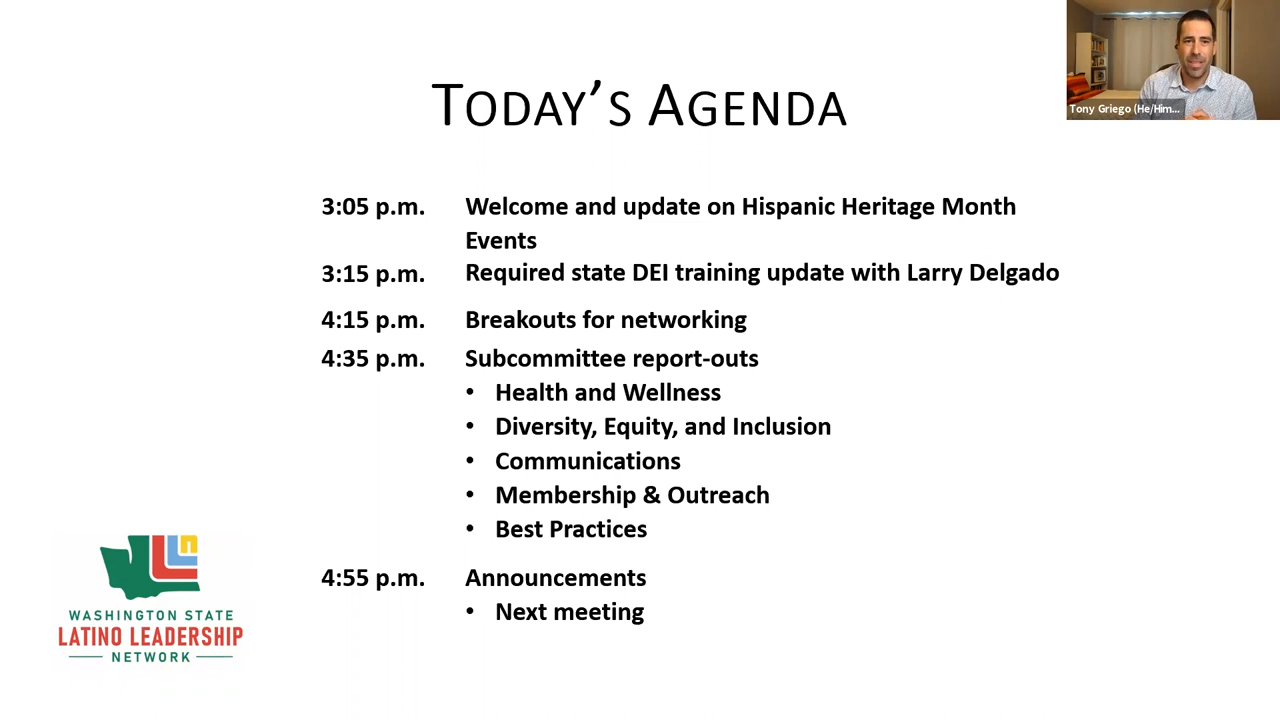 TODAY'S AGENDA
Tony Griego (He/Him...
3:05 p.m. Welcome and update on Hispanic Heritage Month
Events
3:15 p.m. Required state DEI training update with Larry Delgado
4:15 p.m. Breakouts for networking
4:35 p.m. Subcommittee report-outs
• Health and Wellness
• Diversity, Equity, and Inclusion
• Communications
• Membership & Outreach
• Best Practices
4:55 p.m. Announcements
• Next meeting
WASHINGTON STATE
LATINO LEADERSHIP
NETWORK